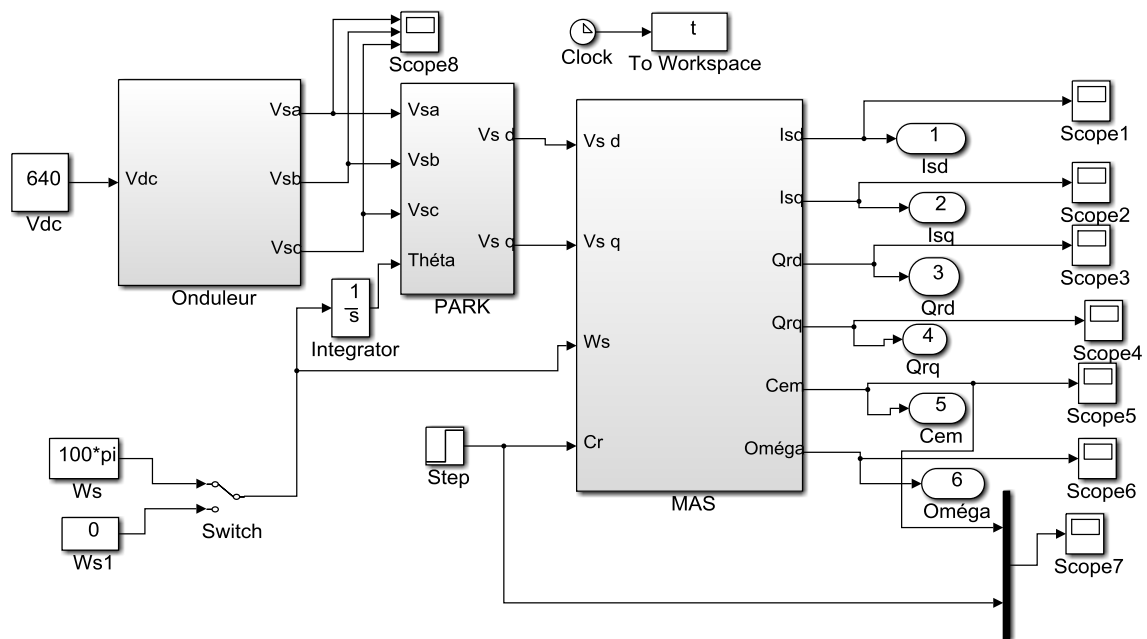 Scope8
Clock
t
To Workspace
640
Vdc
Vdc
Vsa
Vsb
Vsc
Onduleur
Vsa
Vsb
Vsc
Théta
Vs d
Vs q
PARK
1
s
Integrator
100*pi
Ws
0
Ws1
Switch
Step
Vs d
Vs q
Ws
Cr
Isd
Isq
Qrd
Qrq
Cem
Oméga
MAS
1
Isd
2
Isq
3
Qrd
4
Qrq
5
Cem
6
Oméga
Scope1
Scope2
Scope3
Scope4
Scope5
Scope6
Scope7